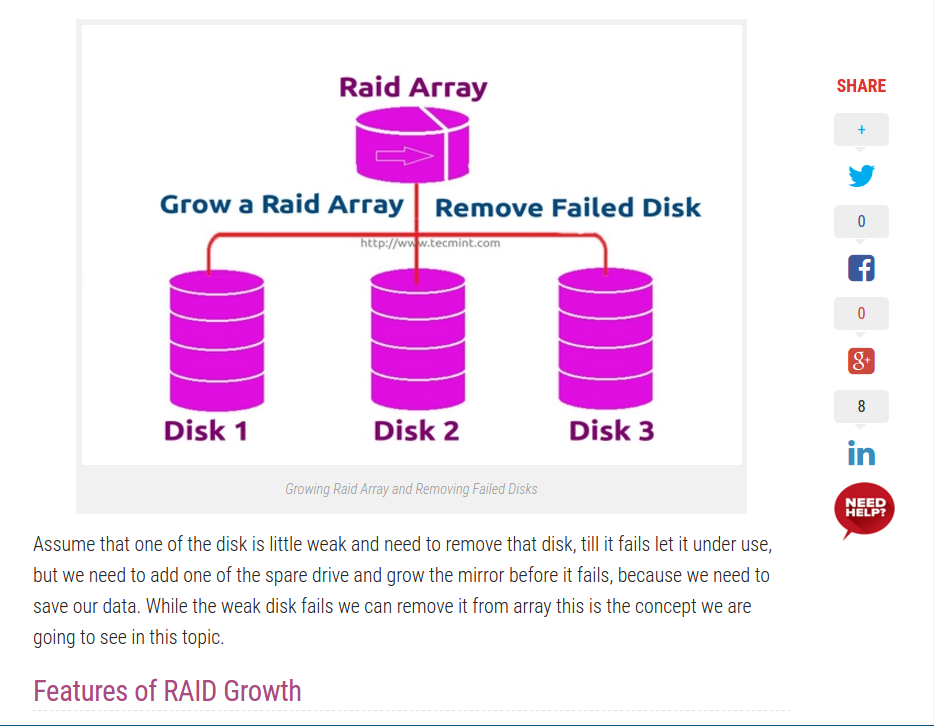 Raid Array
Grow a Raid Array
Remove Failed Disk
http://www.tecmint.com
Disk 1
Disk 2
Disk 3
Growing Raid Array and Removing Failed Disks
Assume that one of the disk is little weak and need to remove that disk, till it fails let it under use,
but we need to add one of the spare drive and grow the mirror before it fails, because we need to
save our data. While the weak disk fails we can remove it from array this is the concept we are
going to see in this topic.
Features of RAID Growth
SHARE
+
0
0
8
g+
in
NEED
HELP?